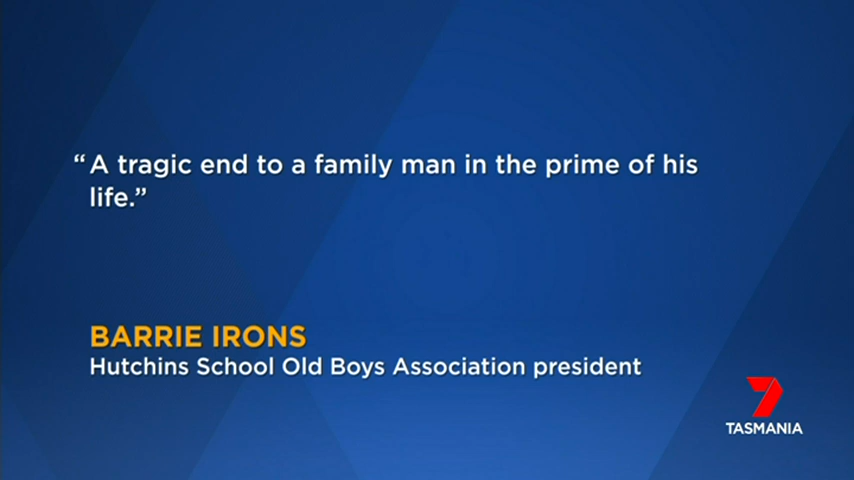 “A tragic end to a family man in the prime of his
life.”
BARRIE IRONS
Hutchins School Old Boys Association president
7
TASMANIA